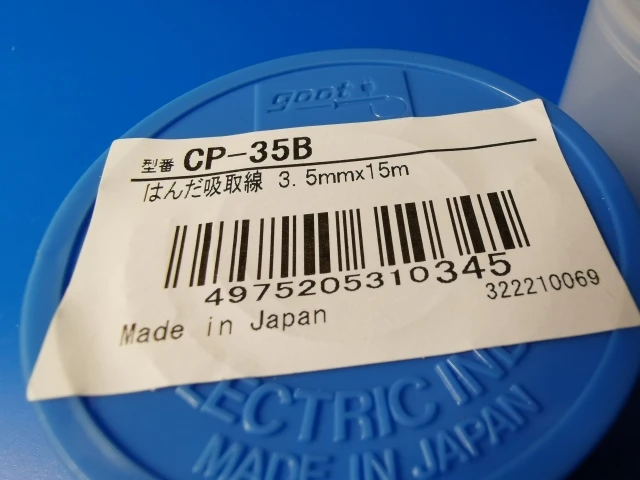 goot
型番 CP-35B
はんだ吸取線 3.5mmx15m
4975205310345
322210069
Made in Japan
ELECTRIC IND
MADE IN JAPAN